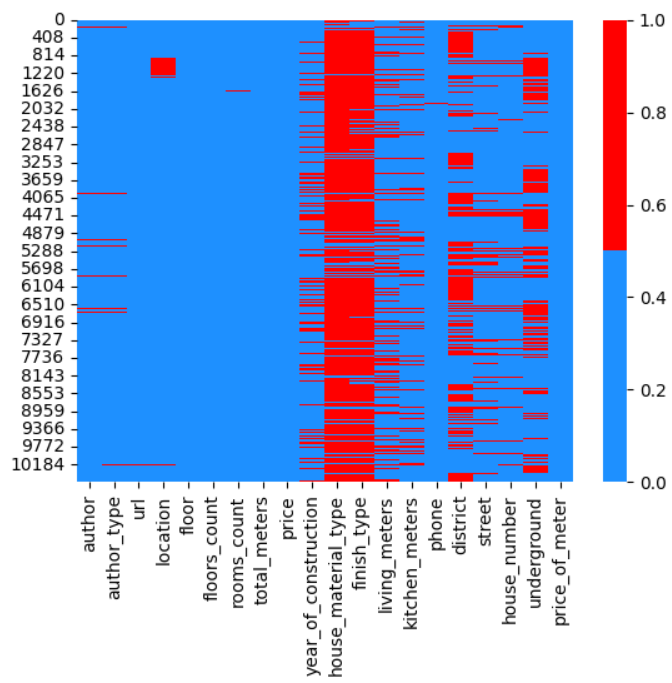 0
408
814
1220
1626
2032
2438
2847
3253
3659
4065
4471
4879
5288
5698
6104
6510
6916
7327
7736
8143
8553
8959
9366
9772
10184
author
author_type
url
location
floor
floors_count
rooms_count
total_meters
price
year_of_construction
house_material_type
finish_type
living_meters
kitchen_meters
phone
district
street
house_number
underground
price_of_meter
1.0
0.8
0.6
0.4
0.2
0.0